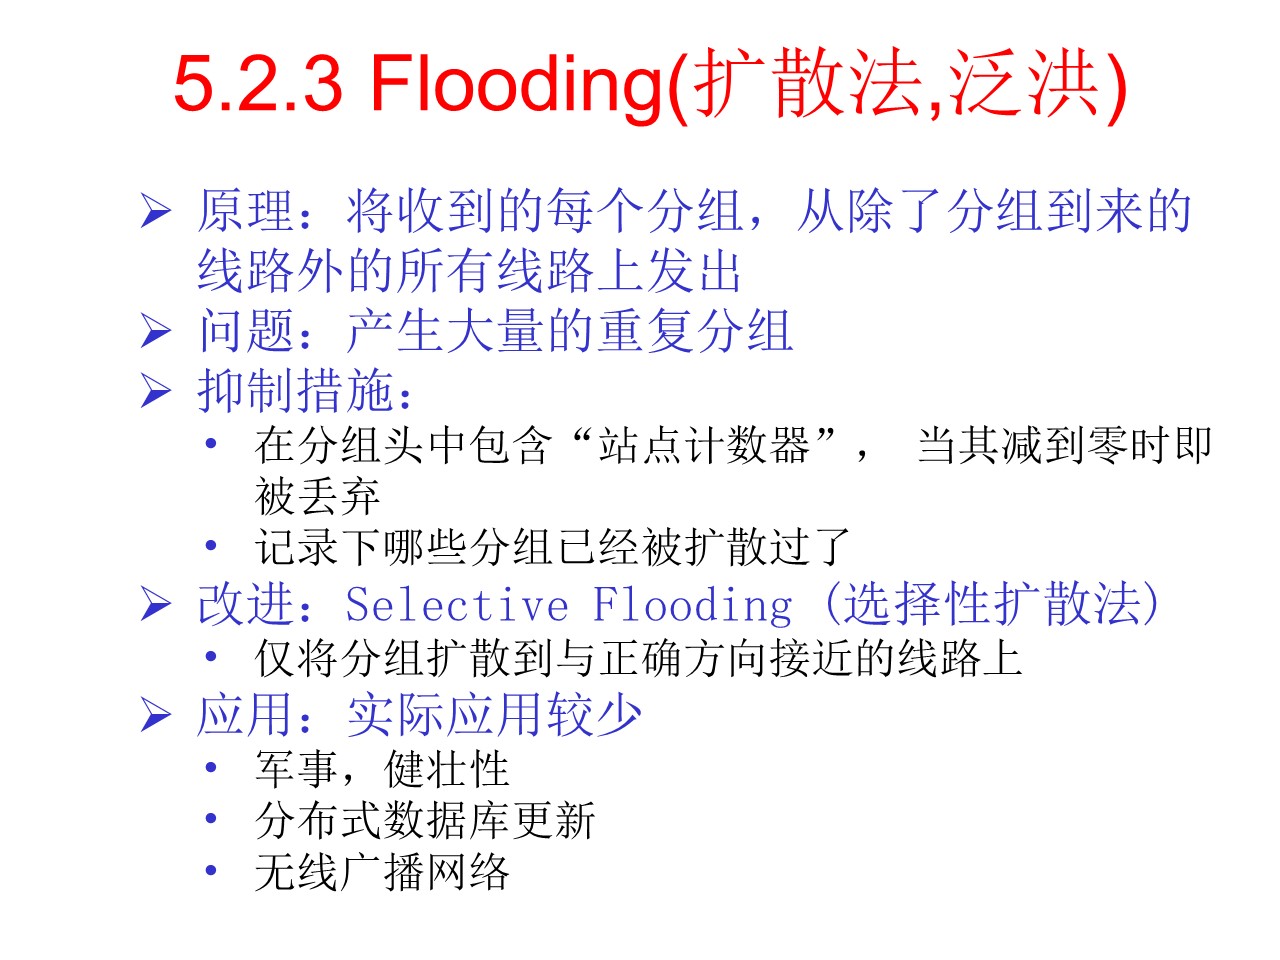 5.2.3 Flooding(扩散法,泛洪)
➢ 原理：将收到的每个分组，从除了分组到来的
线路外的所有线路上发出
➢ 问题：产生大量的重复分组
➢ 抑制措施：
• 在分组头中包含“站点计数器”， 当其减到零时即
被丢弃
• 记录下哪些分组已经被扩散过了
➢ 改进：Selective Flooding (选择性扩散法)
• 仅将分组扩散到与正确方向接近的线路上
➢ 应用：实际应用较少
• 军事，健壮性
• 分布式数据库更新
• 无线广播网络